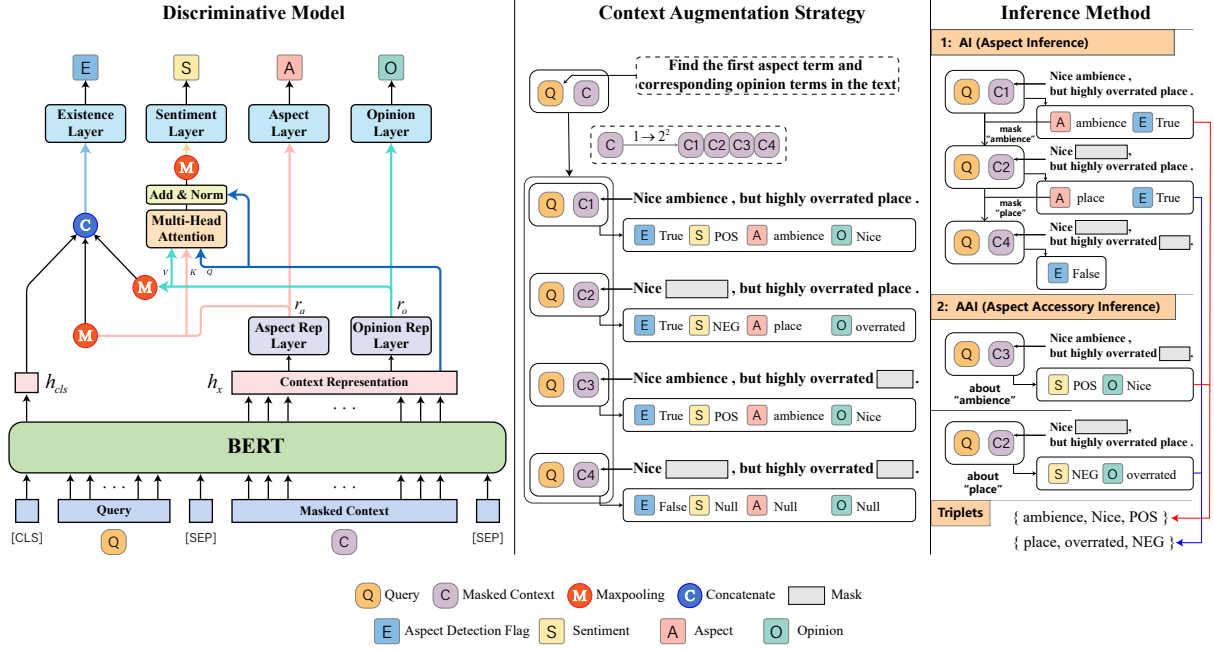 Discriminative Model
E
S
A
O
Existence
Layer
Sentiment
Layer
Aspect
Layer
Opinion
Layer
M
Add & Norm
Multi-Head
Attention
C
V
K
Q
M
M
r_a
r_o
Aspect Rep
Layer
Opinion Rep
Layer
h_cls
h_x
Context Representation
. . .
BERT
. . .
. . .
Query
Masked Context
[CLS]
Q
[SEP]
C
[SEP]
Context Augmentation Strategy
Find the first aspect term and
corresponding opinion terms in the text
Q
C
C
1 → 2²
C1
C2
C3
C4
Q
C1
Nice ambience , but highly overrated place .
E True S POS A ambience O Nice
Q
C2
Nice , but highly overrated place .
E True S NEG A place O overrated
Q
C3
Nice ambience , but highly overrated .
E True S POS A ambience O Nice
Q
C4
Nice , but highly overrated .
E False S Null A Null O Null
Inference Method
1: AI (Aspect Inference)
Q
C1
Nice ambience ,
but highly overrated place .
A ambience E True
mask
"ambience"
Q
C2
Nice ,
but highly overrated place .
A place E True
mask
"place"
Q
C4
Nice ,
but highly overrated .
E False
2: AAI (Aspect Accessory Inference)
Q
C3
Nice ambience ,
but highly overrated .
about
"ambience"
S POS O Nice
Q
C2
Nice ,
but highly overrated place .
about
"place"
S NEG O overrated
Triplets
{ ambience, Nice, POS }
{ place, overrated, NEG }
Q Query C Masked Context M Maxpooling C Concatenate Mask
E Aspect Detection Flag S Sentiment A Aspect O Opinion